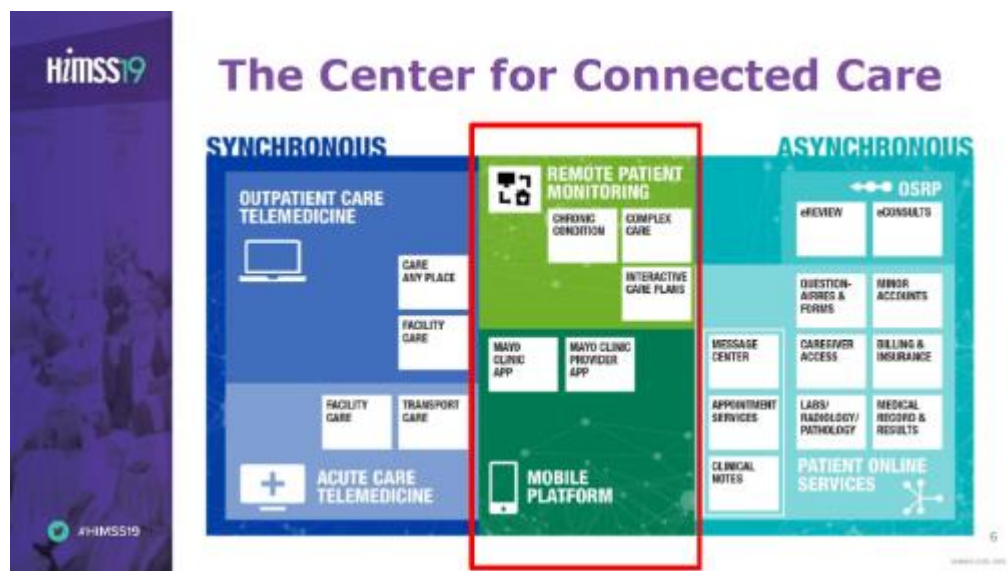 HiMSS19
The Center for Connected Care
SYNCHRONOUS
ASYNCHRONOUS
OUTPATIENT CARE
TELEMEDICINE
CARE
ANY PLACE
FACILITY
CARE
FACILITY
CARE
TRANSPORT
CARE
ACUTE CARE
TELEMEDICINE
REMOTE PATIENT
MONITORING
CHRONIC
CONDITION
COMPLEX
CARE
INTERACTIVE
CARE PLANS
MAYO
CLINIC
APP
MAYO CLINIC
PROVIDER
APP
MOBILE
PLATFORM
OSRP
eREVIEW
eCONSULTS
MESSAGE
CENTER
APPOINTMENT
SERVICES
CLINICAL
NOTES
QUESTION-
AIRRES &
FORMS
MINOR
ACCOUNTS
CAREGIVER
ACCESS
BILLING &
INSURANCE
LABS/
RADIOLOGY/
PATHOLOGY
MEDICAL
RECORD &
RESULTS
PATIENT ONLINE
SERVICES
#HIMSS19
6